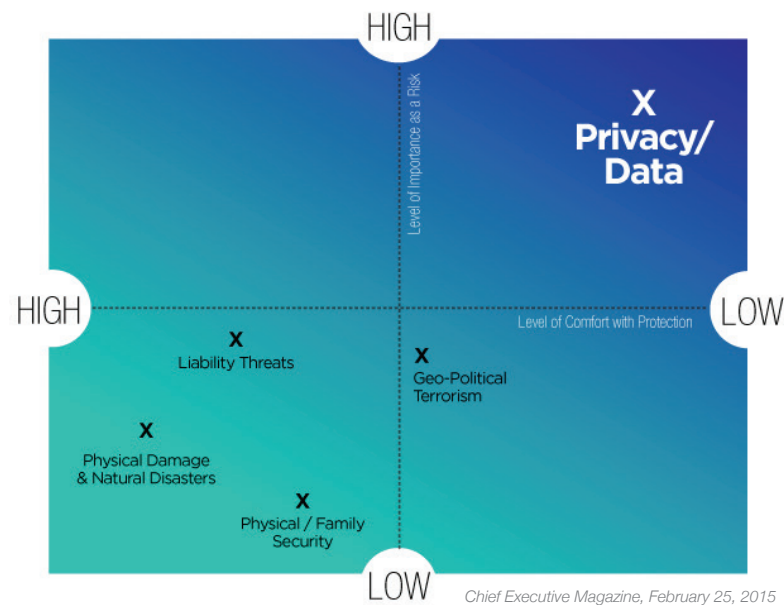 HIGH
Level of Importance as a Risk
X
Privacy/
Data
HIGH
LOW
Level of Comfort with Protection
X
Liability Threats
X
Geo-Political
Terrorism
X
Physical Damage
& Natural Disasters
X
Physical / Family
Security
LOW
Chief Executive Magazine, February 25, 2015